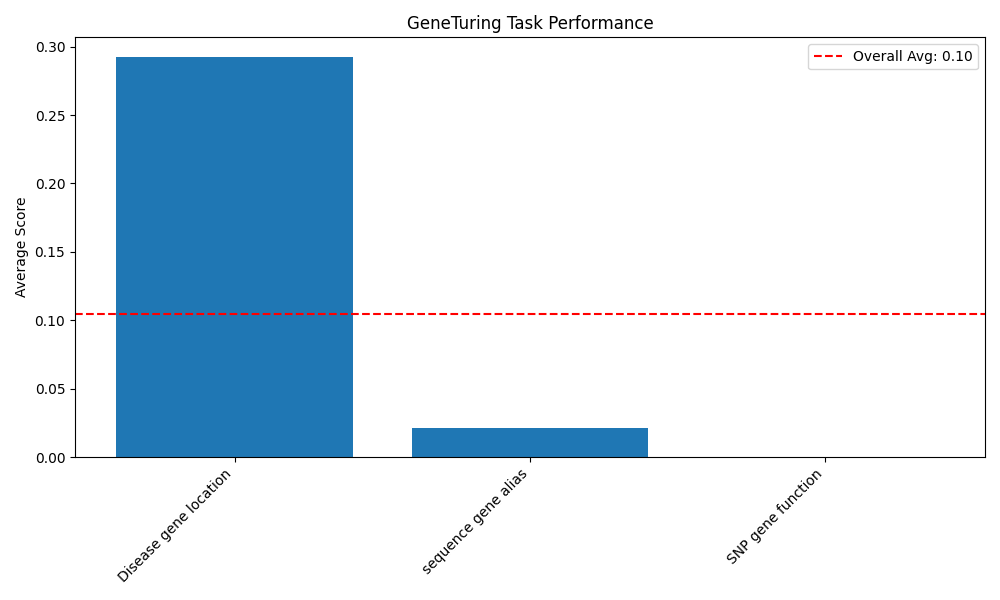 GeneTuring Task Performance
Overall Avg: 0.10
Average Score
0.30
0.25
0.20
0.15
0.10
0.05
0.00
Disease gene location
sequence gene alias
SNP gene function